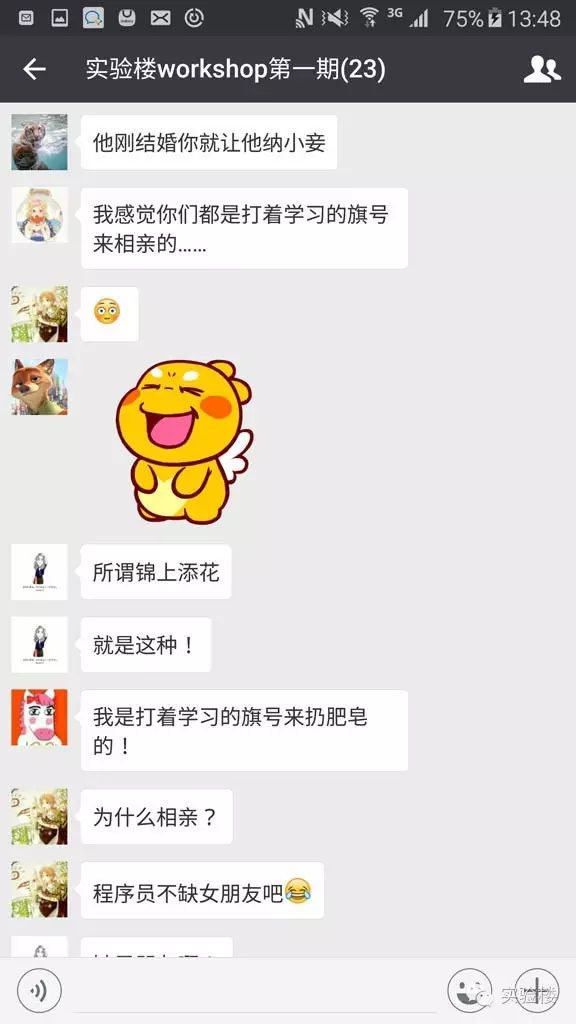 3G 75% 13:48
实验楼workshop第一期(23)
他刚结婚你就让他纳小妾
我感觉你们都是打着学习的旗号
来相亲的……
所谓锦上添花
就是这种！
我是打着学习的旗号来扔肥皂
的！
为什么相亲？
程序员不缺女朋友吧😂
实验楼